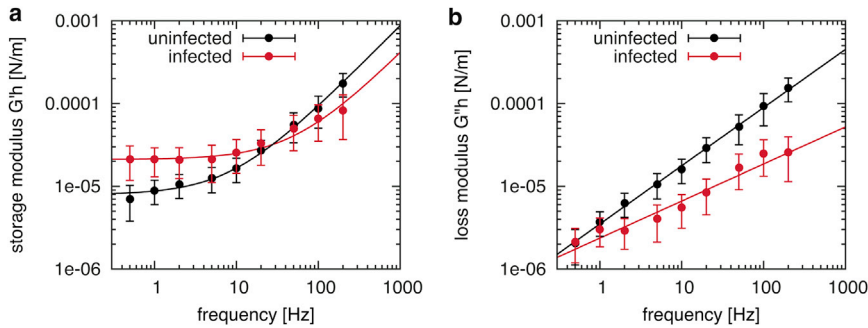 a
storage modulus G'h [N/m]
0.001
0.0001
1e-05
1e-06
uninfected
infected
1
10
100
1000
frequency [Hz]
b
loss modulus G"h [N/m]
0.001
0.0001
1e-05
1e-06
uninfected
infected
1
10
100
1000
frequency [Hz]